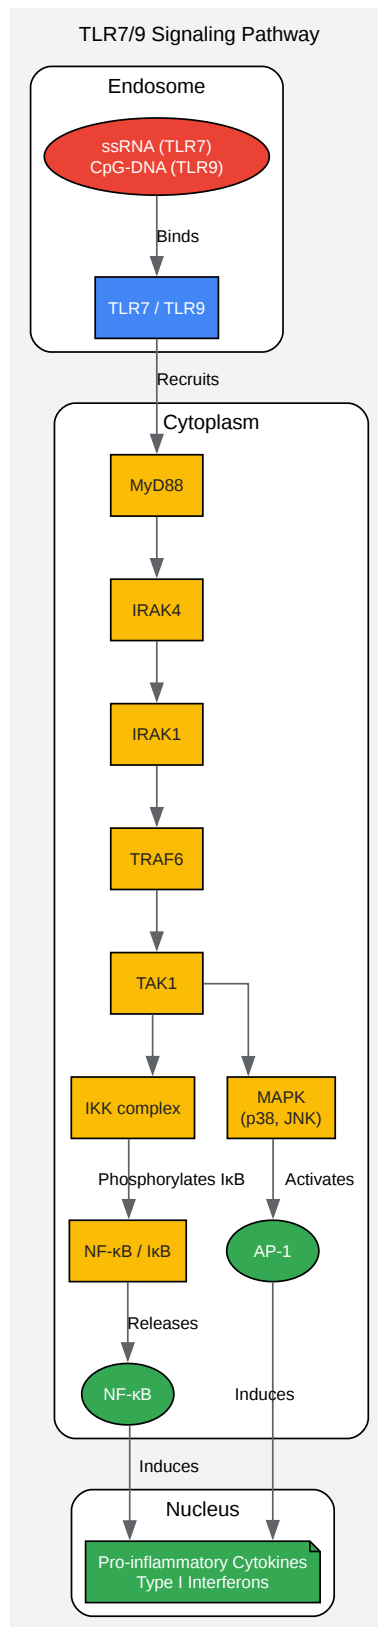 TLR7/9 Signaling Pathway
Endosome
ssRNA (TLR7)
CpG-DNA (TLR9)
Binds
TLR7 / TLR9
Recruits
Cytoplasm
MyD88
IRAK4
IRAK1
TRAF6
TAK1
IKK complex
MAPK
(p38, JNK)
Phosphorylates IκB
Activates
NF-κB / IκB
AP-1
Releases
NF-κB
Induces
Induces
Nucleus
Pro-inflammatory Cytokines
Type I Interferons